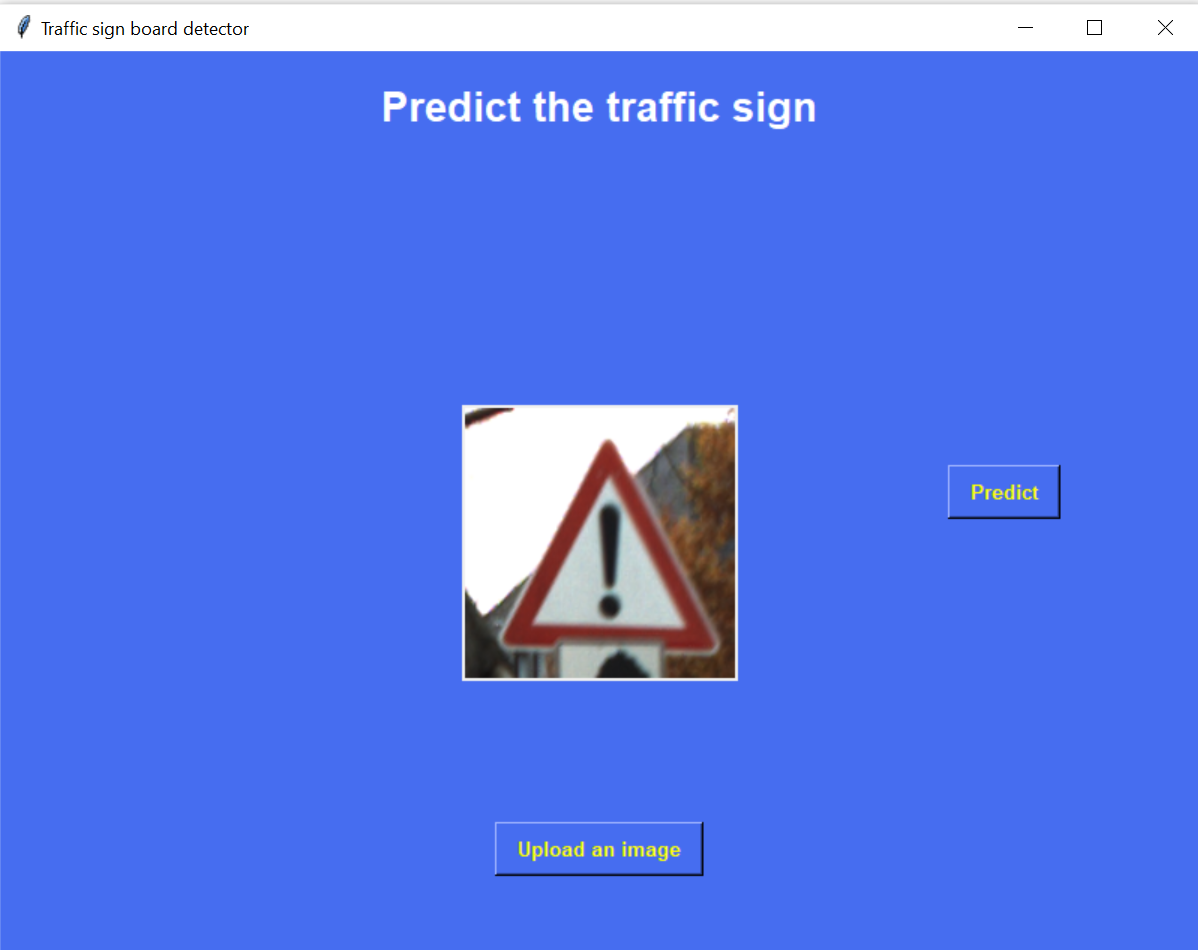 Traffic sign board detector
Predict the traffic sign
!
Predict
Upload an image